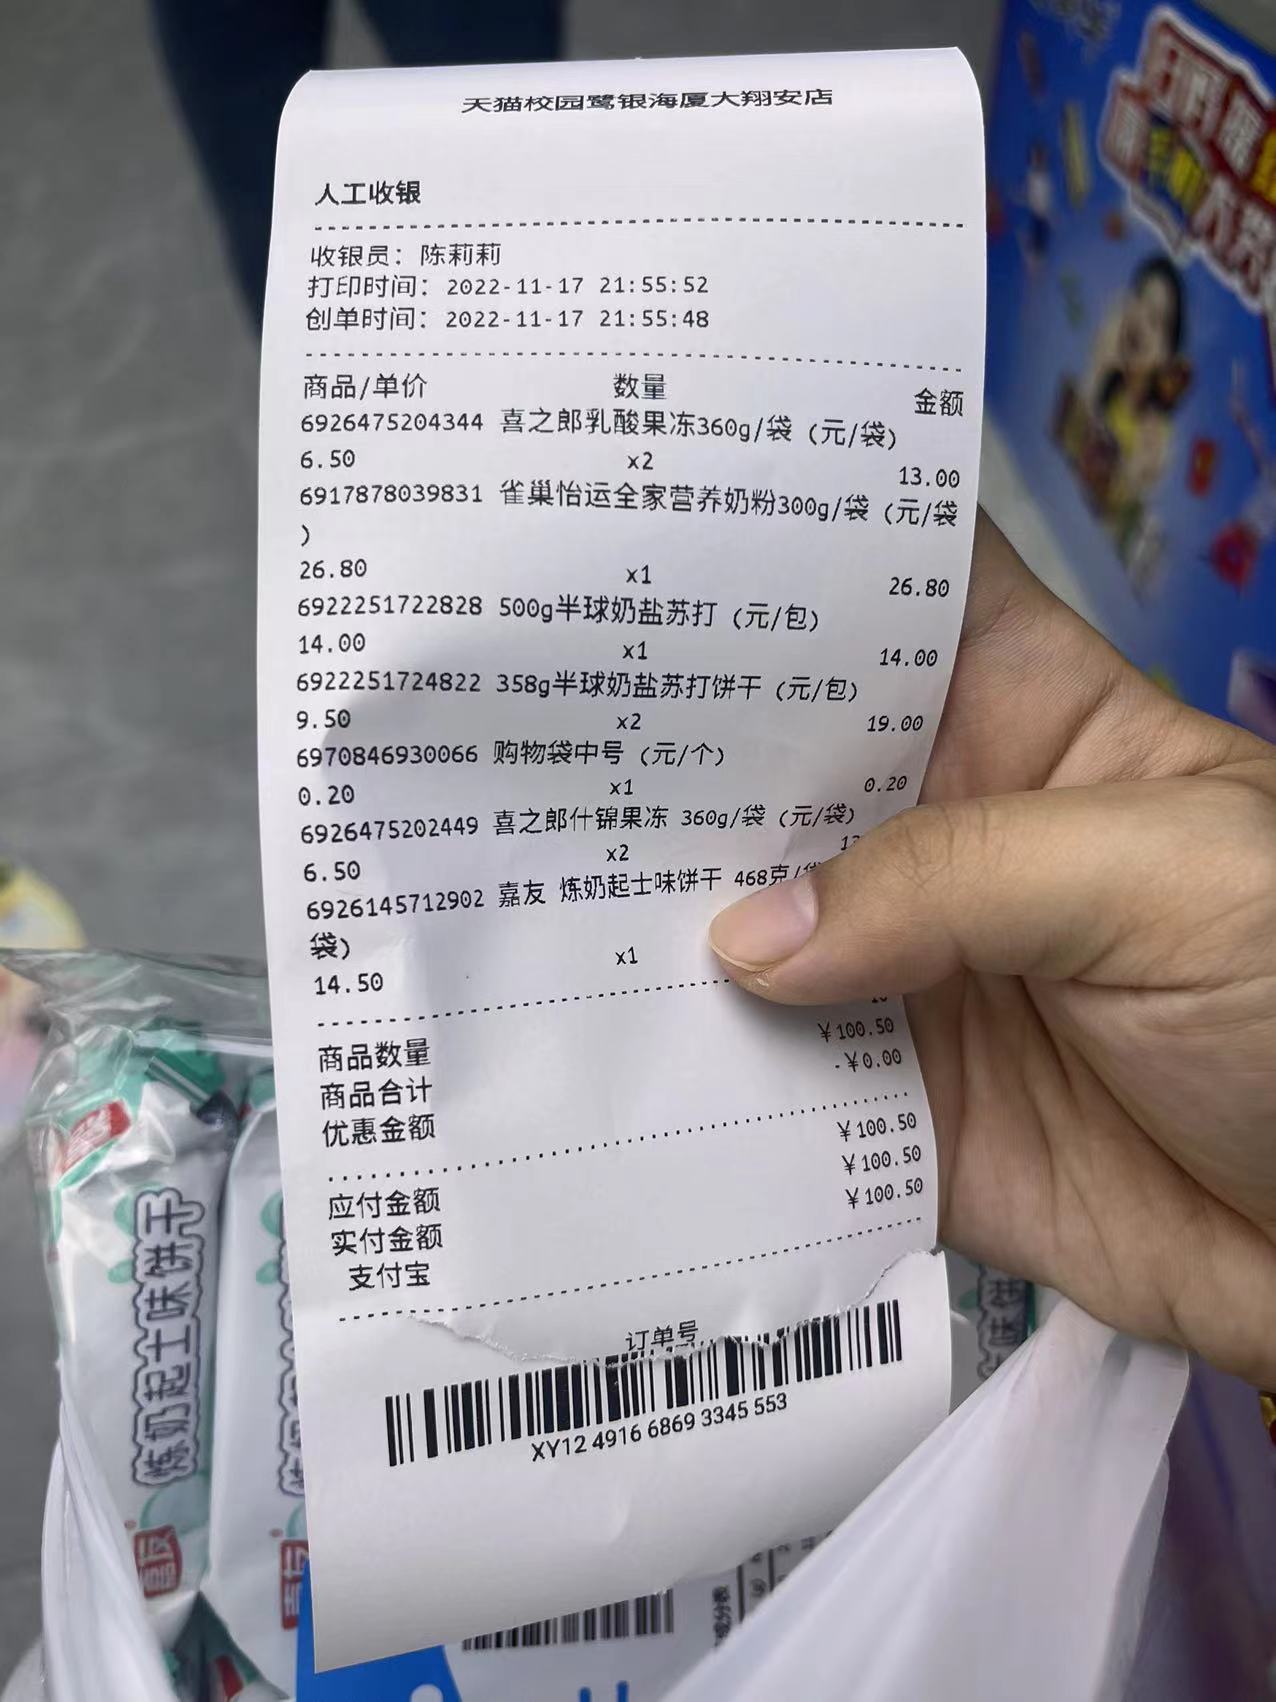 天猫校园鹭银海厦大翔安店
人工收银
收银员：陈莉莉
打印时间：2022-11-17 21:55:52
创单时间：2022-11-17 21:55:48
商品/单价 数量 金额
6926475204344 喜之郎乳酸果冻360g/袋（元/袋）
6.50 x2 13.00
6917878039831 雀巢怡运全家营养奶粉300g/袋（元/袋
）
26.80 x1 26.80
6922251722828 500g半球奶盐苏打（元/包）
14.00 x1 14.00
6922251724822 358g半球奶盐苏打饼干（元/包）
9.50 x2 19.00
6970846930066 购物袋中号（元/个）
0.20 x1 0.20
6926475202449 喜之郎什锦果冻 360g/袋（元/袋）
6.50 x2
6926145712902 嘉友 炼奶起士味饼干 468克/
袋）
14.50 x1
商品数量 10
商品合计 ￥100.50
优惠金额 -￥0.00
应付金额 ￥100.50
实付金额 ￥100.50
支付宝 ￥100.50
订单号
XY12 4916 6869 3345 553
炼奶起士味饼干
嘉友